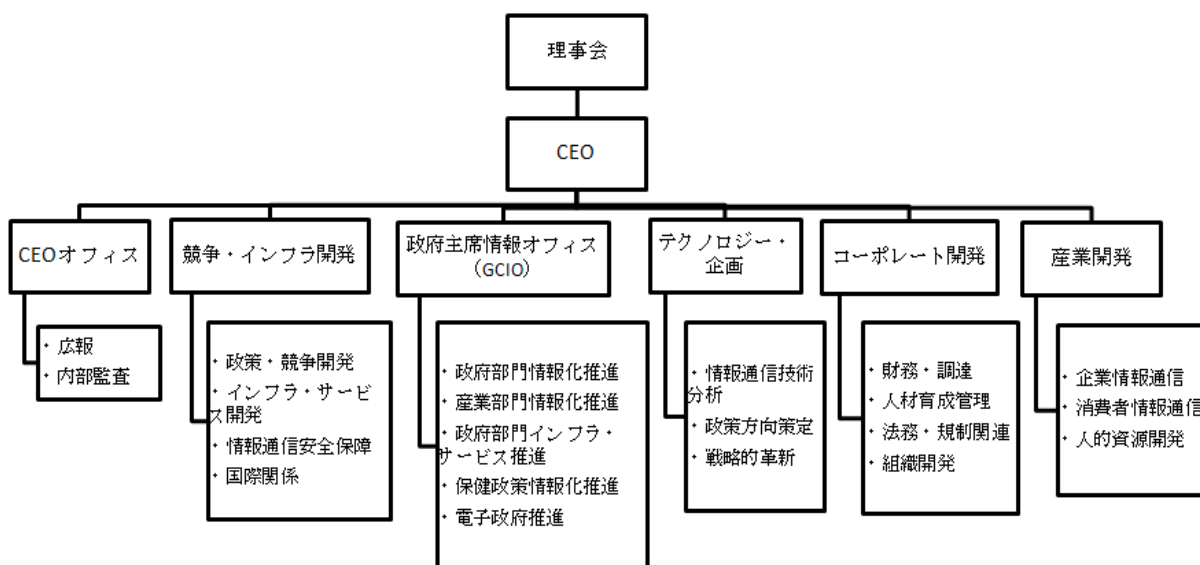 理事会
CEO
CEOオフィス
・広報
・内部監査
競争・インフラ開発
・政策・競争開発
・インフラ・サービ
ス開発
・情報通信安全保障
・国際関係
政府主席情報オフィス
（GCIO）
・政府部門情報化推進
・産業部門情報化推進
・政府部門インフラ・
サービス推進
・保健政策情報化推進
・電子政府推進
テクノロジー・
企画
・情報通信技術
分析
・政策方向策定
・戦略的革新
コーポレート開発
・財務・調達
・人材育成管理
・法務・規制関連
・組織開発
産業開発
・企業情報通信
・消費者情報通信
・人的資源開発